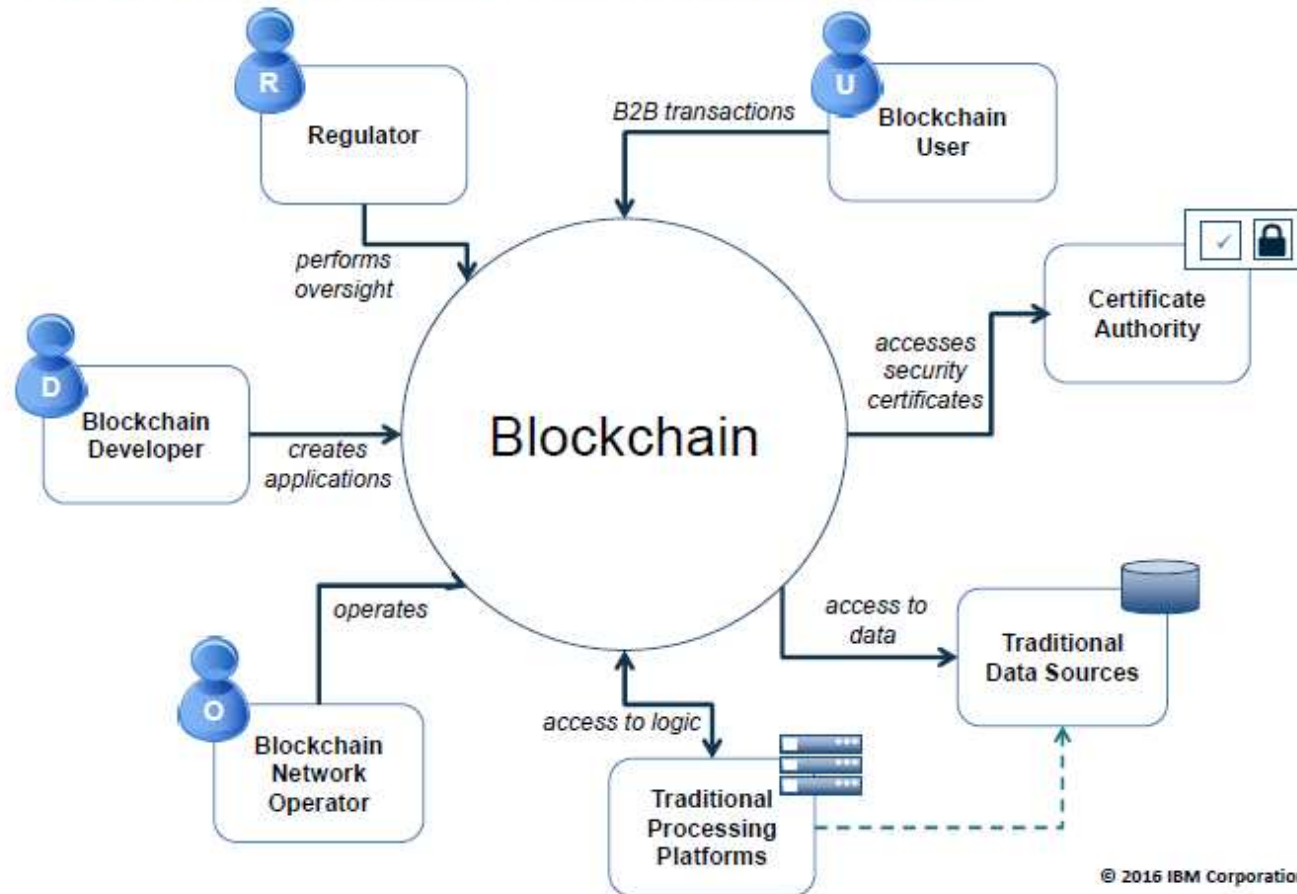 R
Regulator
U
Blockchain
User
B2B transactions
performs
oversight
Certificate
Authority
accesses
security
certificates
D
Blockchain
Developer
creates
applications
Blockchain
operates
O
Blockchain
Network
Operator
access to
data
Traditional
Data Sources
access to logic
Traditional
Processing
Platforms
© 2016 IBM Corporation